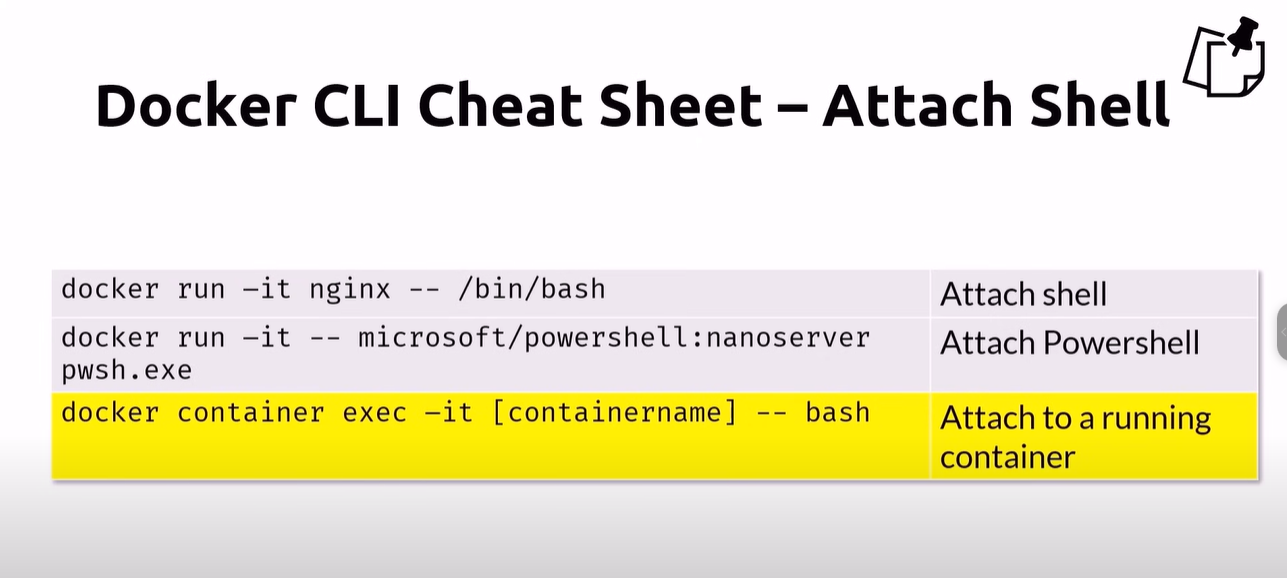 Docker CLI Cheat Sheet – Attach Shell
docker run –it nginx -- /bin/bash
Attach shell
docker run –it -- microsoft/powershell:nanoserver
pwsh.exe
Attach Powershell
docker container exec –it [containername] -- bash
Attach to a running
container